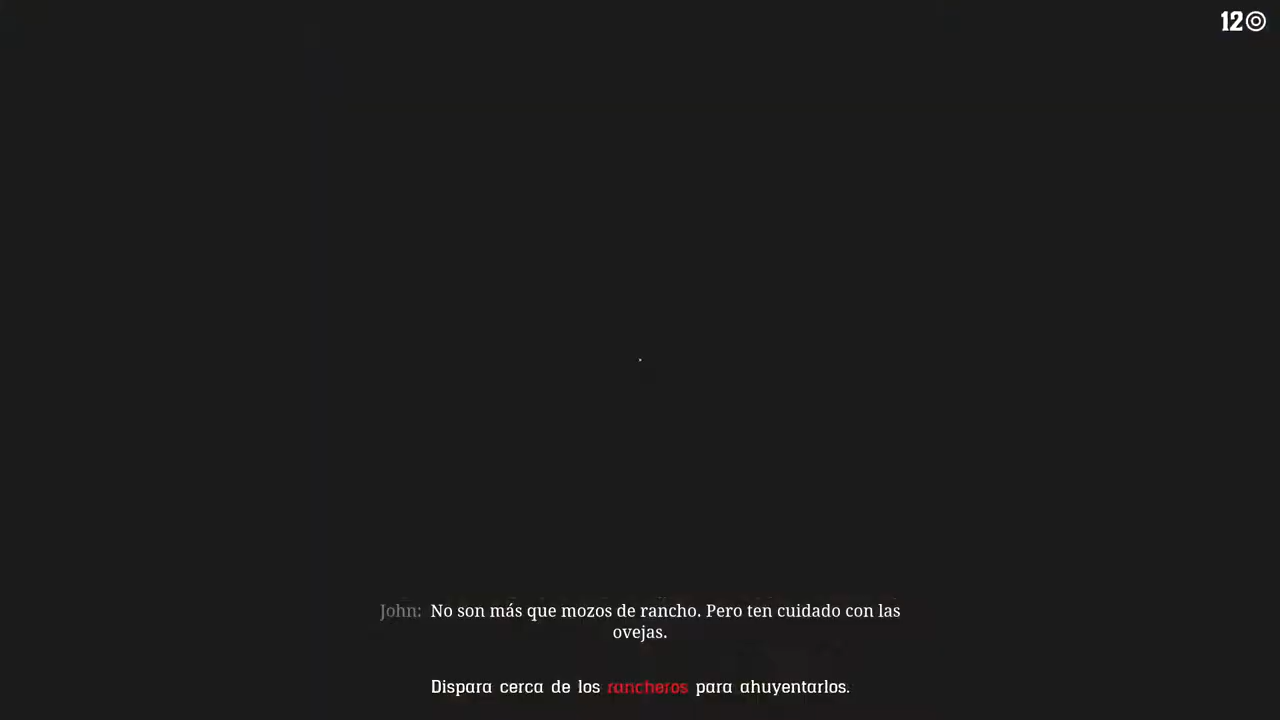 12
John: No son más que mozos de rancho. Pero ten cuidado con las
ovejas.
Dispara cerca de los rancheros para ahuyentarlos.